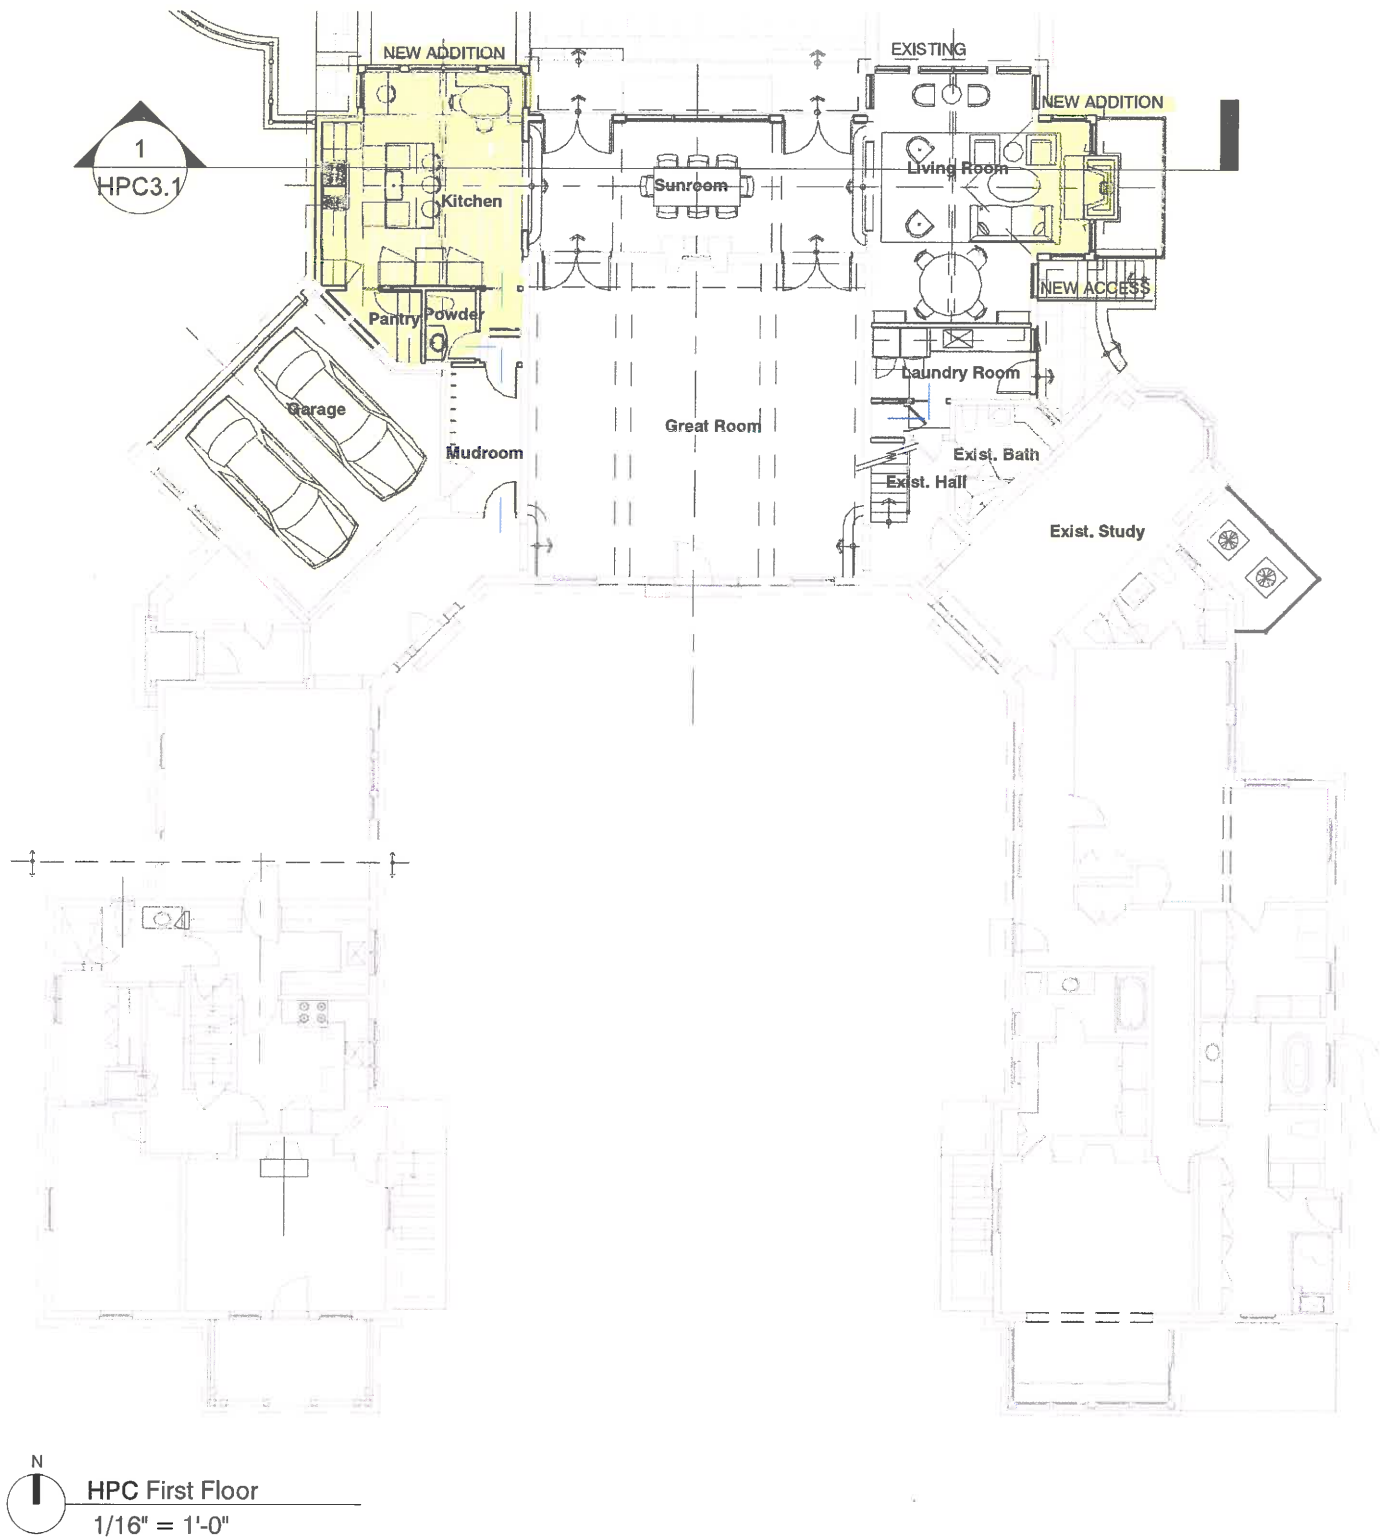 NEW ADDITION
EXISTING
NEW ADDITION
1
HPC3.1
Kitchen
Sunroom
Living Room
NEW ACCESS
Pantry
Powder
Laundry Room
Garage
Great Room
Mudroom
Exist. Bath
Exist. Hall
Exist. Study
N
HPC First Floor
1/16" = 1'-0"